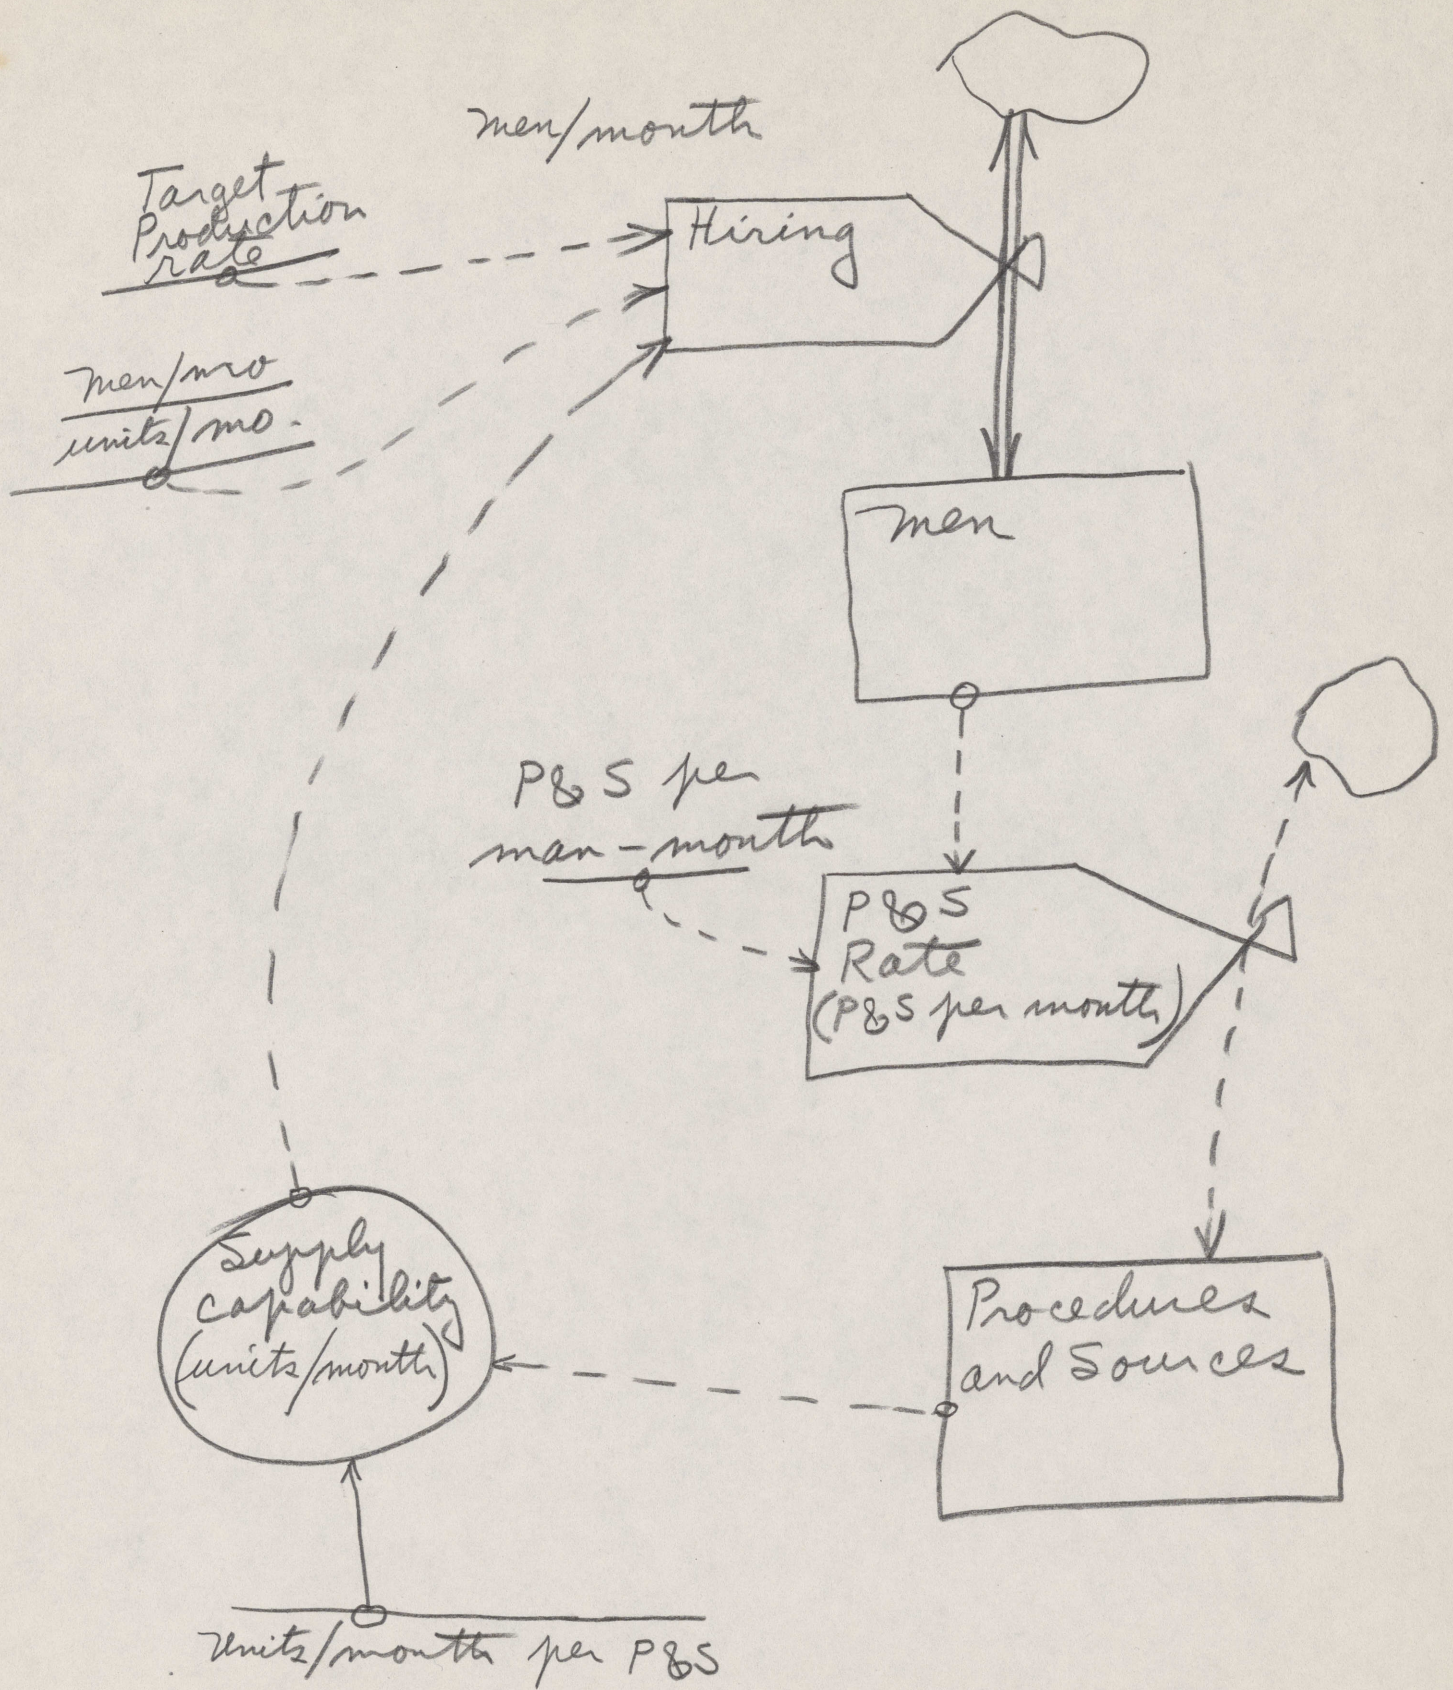 men/month
Target
Production
rate
Hiring
men/mo
units/mo.
men
P&S per
man-month
P&S
Rate
(P&S per month)
Supply
capability
(units/month)
Procedures
and Sources
Units/month per P&S